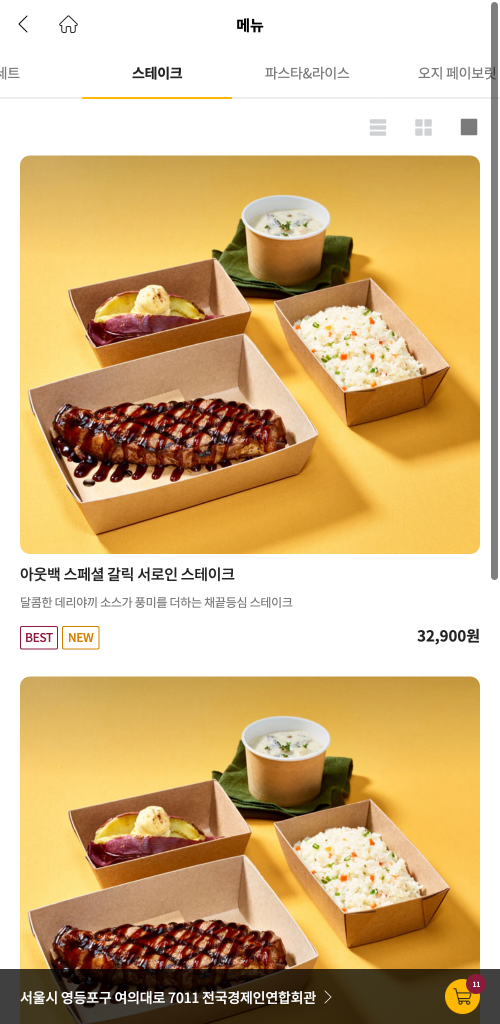 메뉴
세트 스테이크 파스타&라이스 오지 페이보릿
아웃백 스페셜 갈릭 서로인 스테이크
달콤한 데리야끼 소스가 풍미를 더하는 채끝등심 스테이크
BEST NEW 32,900원
서울시 영등포구 여의대로 7011 전국경제인연합회관 11